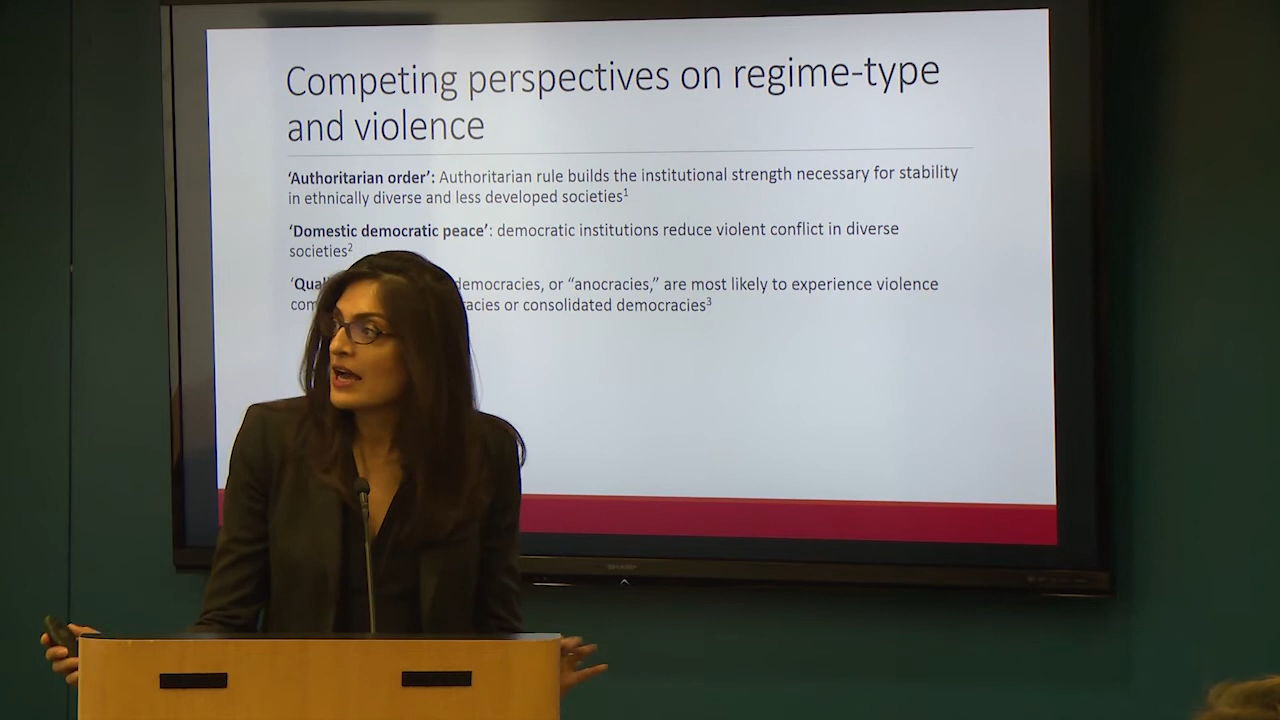 Competing perspectives on regime-type
and violence
‘Authoritarian order’: Authoritarian rule builds the institutional strength necessary for stability
in ethnically diverse and less developed societies1
‘Domestic democratic peace’: democratic institutions reduce violent conflict in diverse
societies2
‘Qual democracies, or “anocracies,” are most likely to experience violence
com racies or consolidated democracies3
SHARP